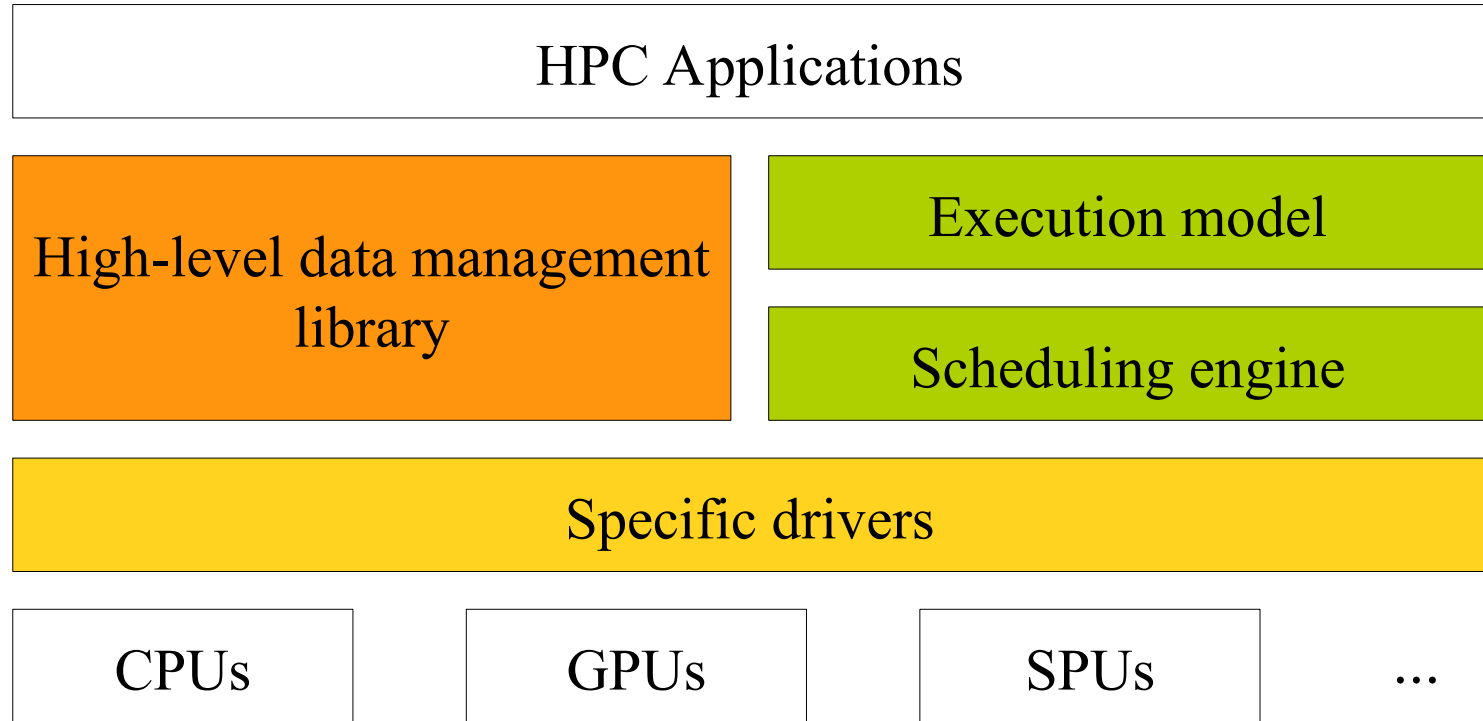 HPC Applications
High-level data management
library
Execution model
Scheduling engine
Specific drivers
CPUs
GPUs
SPUs
...